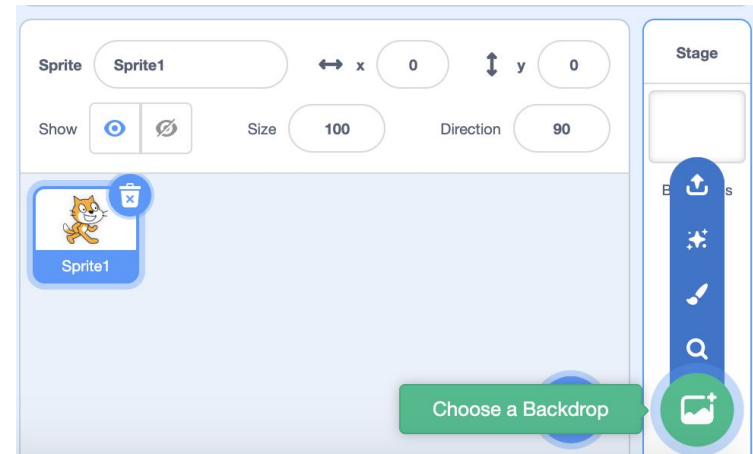 Sprite Sprite1 x 0 y 0
Show Size 100 Direction 90
Sprite1
Stage
Choose a Backdrop